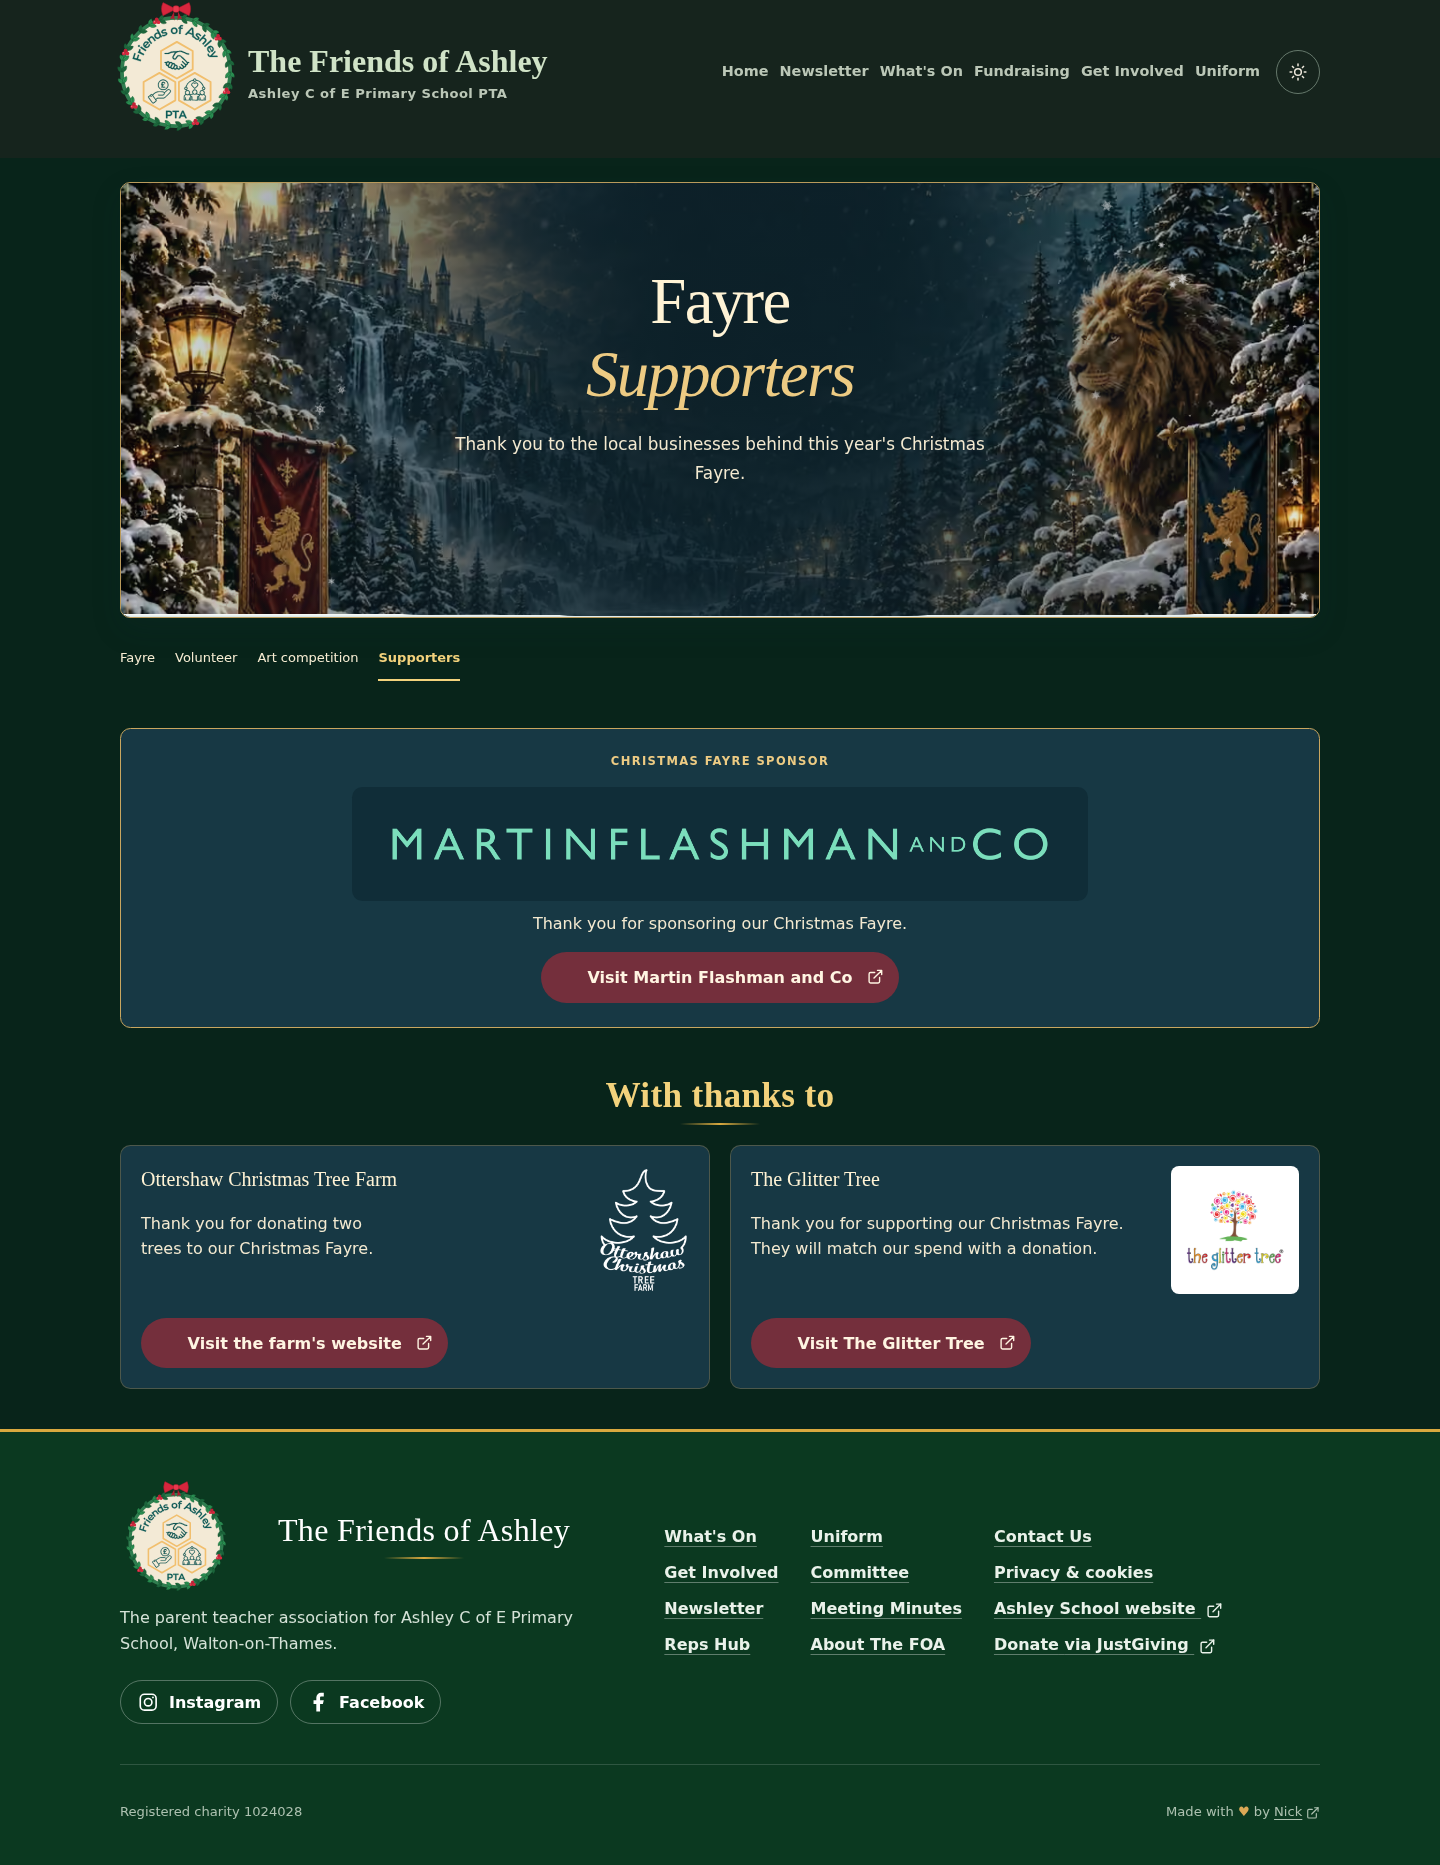 Friends of Ashley
PTA
The Friends of Ashley
Ashley C of E Primary School PTA
Home Newsletter What's On Fundraising Get Involved Uniform
Fayre
Supporters
Thank you to the local businesses behind this year's Christmas
Fayre.
Fayre Volunteer Art competition Supporters
CHRISTMAS FAYRE SPONSOR
MARTINFLASHMANANDCO
Thank you for sponsoring our Christmas Fayre.
Visit Martin Flashman and Co
With thanks to
Ottershaw Christmas Tree Farm
Thank you for donating two
trees to our Christmas Fayre.
Ottershaw
Christmas
TREE
FARM
Visit the farm's website
The Glitter Tree
Thank you for supporting our Christmas Fayre.
They will match our spend with a donation.
the glitter tree
Visit The Glitter Tree
Friends of Ashley
PTA
The Friends of Ashley
The parent teacher association for Ashley C of E Primary
School, Walton-on-Thames.
Instagram Facebook
What's On
Get Involved
Newsletter
Reps Hub
Uniform
Committee
Meeting Minutes
About The FOA
Contact Us
Privacy & cookies
Ashley School website
Donate via JustGiving
Registered charity 1024028
Made with ♥ by Nick